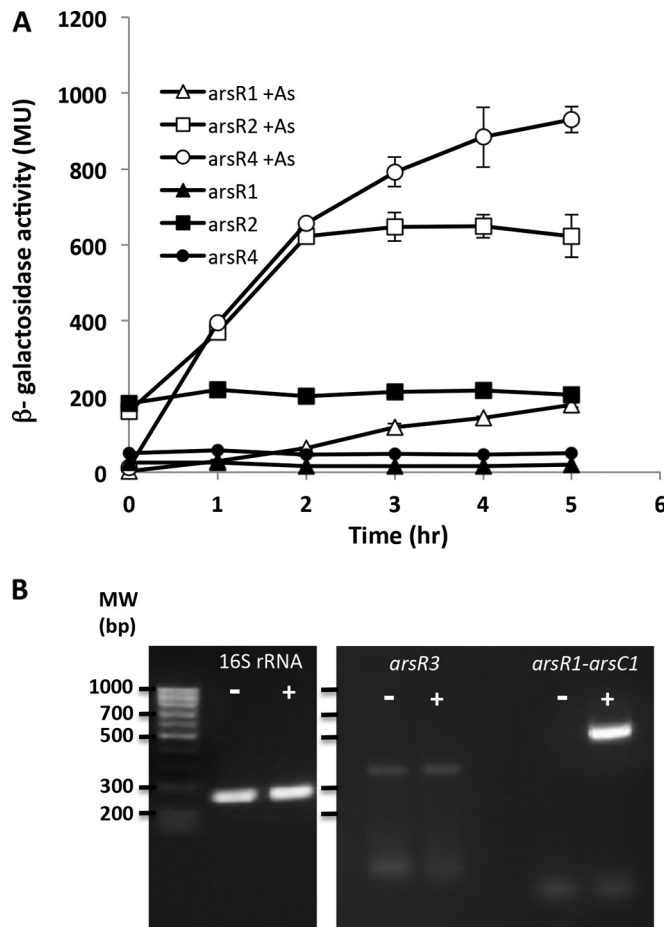 A
1200
1000
800
600
400
200
0
β- galactosidase activity (MU)
arsR1 +As
arsR2 +As
arsR4 +As
arsR1
arsR2
arsR4
0 1 2 3 4 5 6
Time (hr)
B
MW
(bp)
16S rRNA
arsR3
arsR1-arsC1
- + - + - +
1000
700
500
300
200